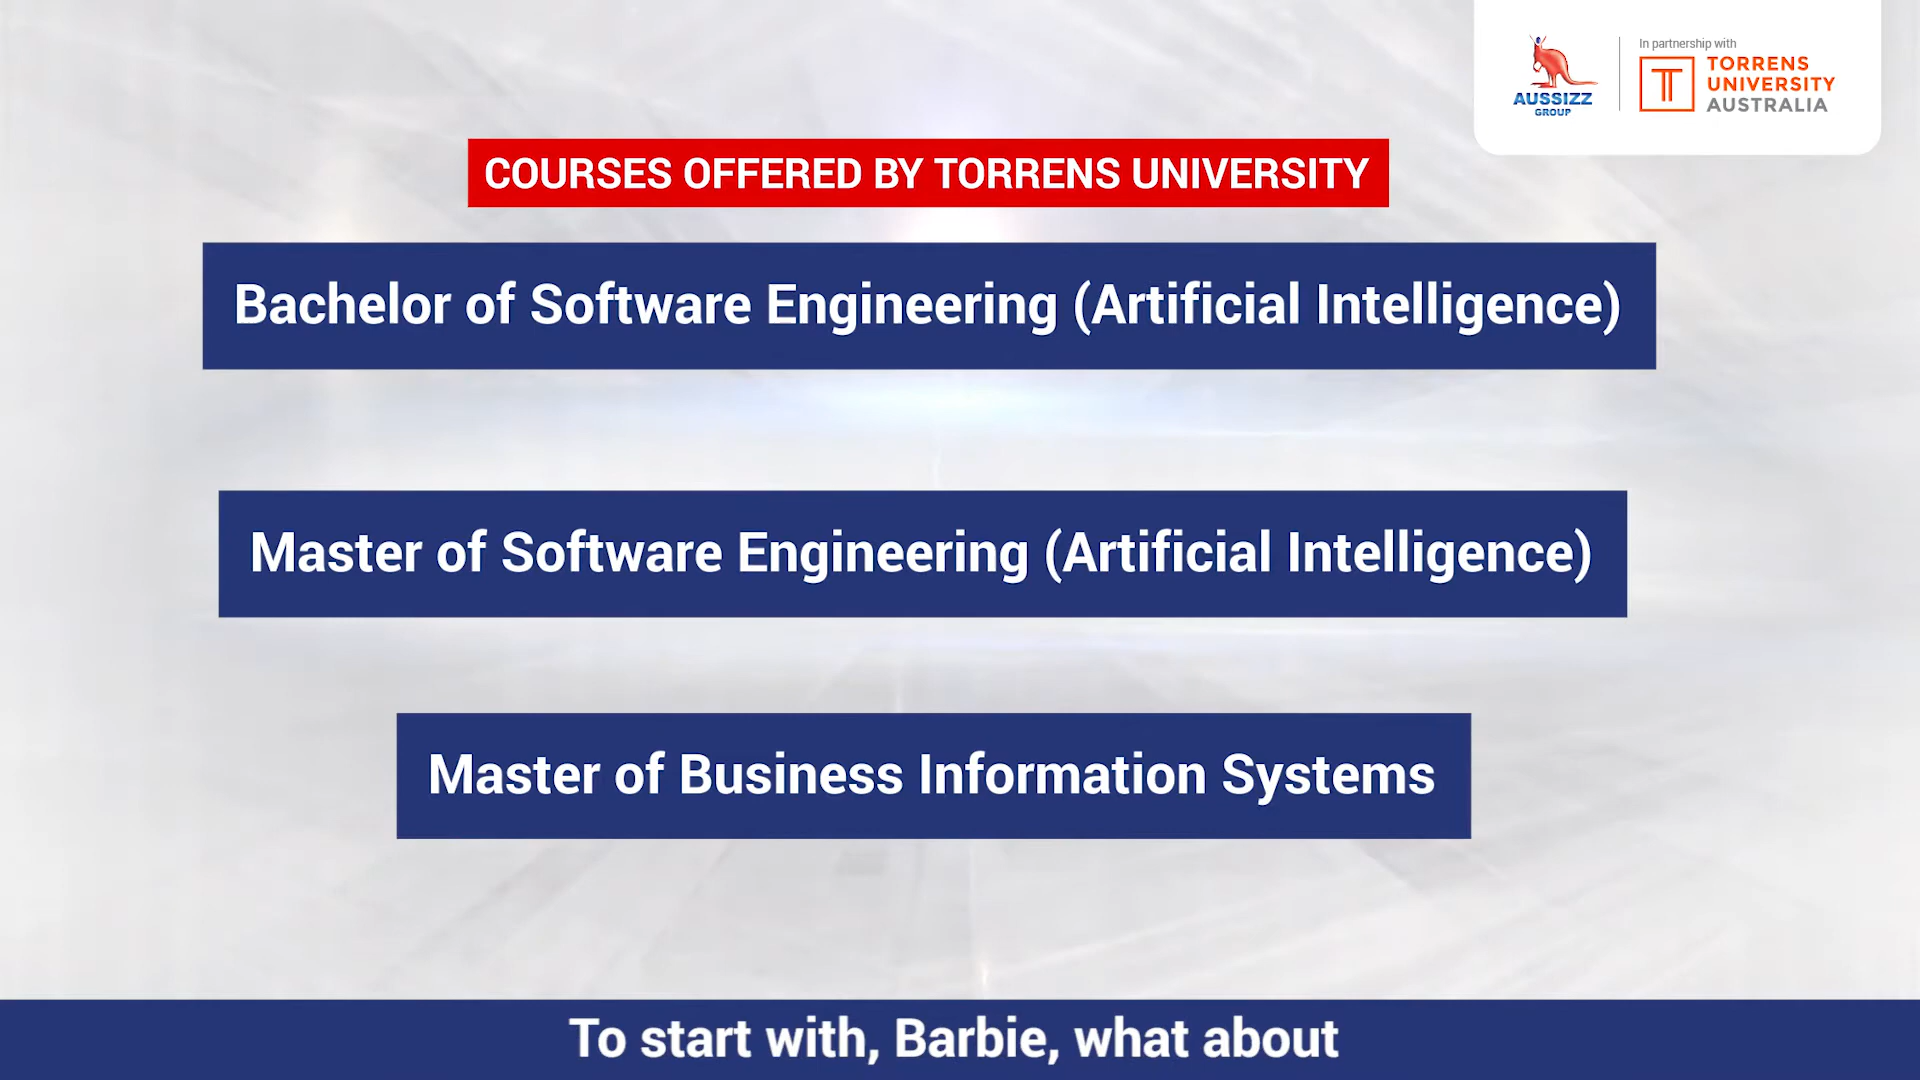 AUSSIZZ
GROUP
In partnership with
TORRENS
UNIVERSITY
AUSTRALIA
COURSES OFFERED BY TORRENS UNIVERSITY
Bachelor of Software Engineering (Artificial Intelligence)
Master of Software Engineering (Artificial Intelligence)
Master of Business Information Systems
To start with, Barbie, what about